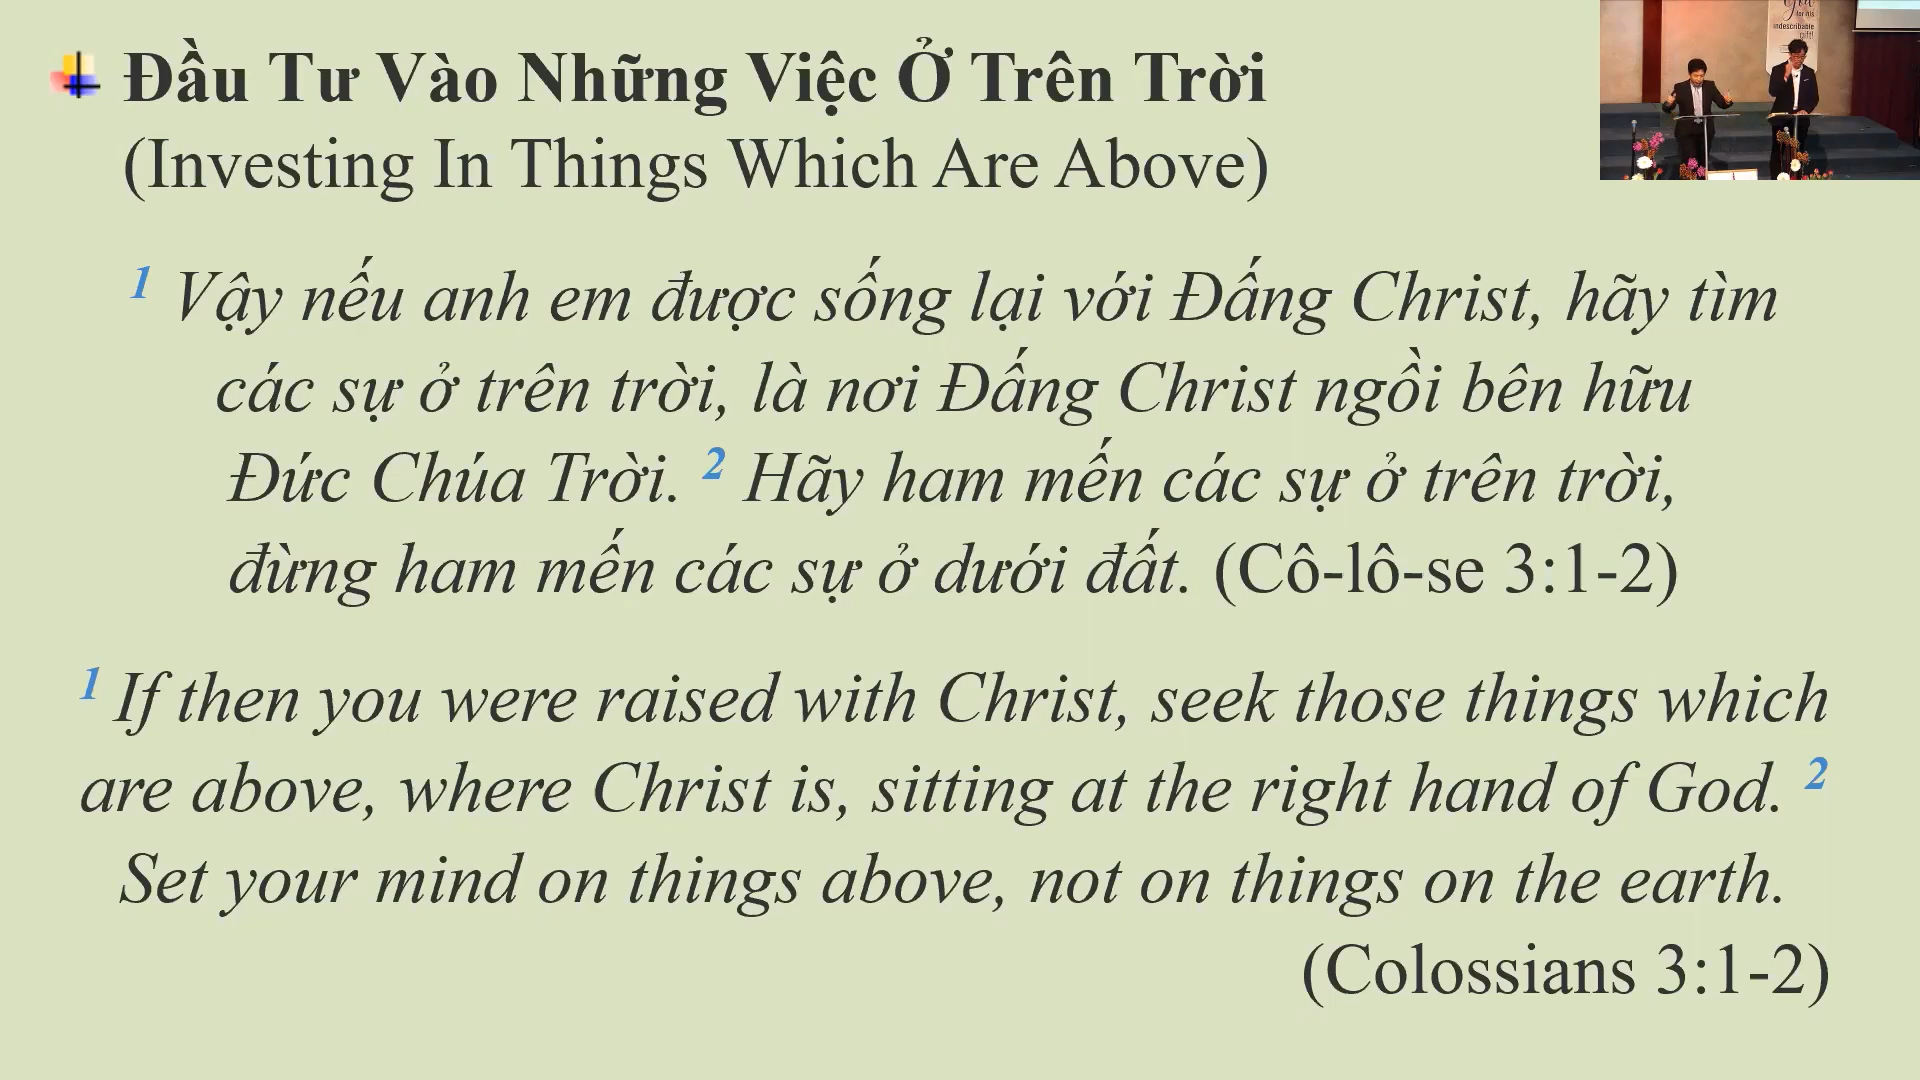 Đầu Tư Vào Những Việc Ở Trên Trời
(Investing In Things Which Are Above)
1 Vậy nếu anh em được sống lại với Đấng Christ, hãy tìm
các sự ở trên trời, là nơi Đấng Christ ngồi bên hữu
Đức Chúa Trời. 2 Hãy ham mến các sự ở trên trời,
đừng ham mến các sự ở dưới đất. (Cô-lô-se 3:1-2)
1 If then you were raised with Christ, seek those things which
are above, where Christ is, sitting at the right hand of God. 2
Set your mind on things above, not on things on the earth.
(Colossians 3:1-2)
God
for his
indescribable
gift!